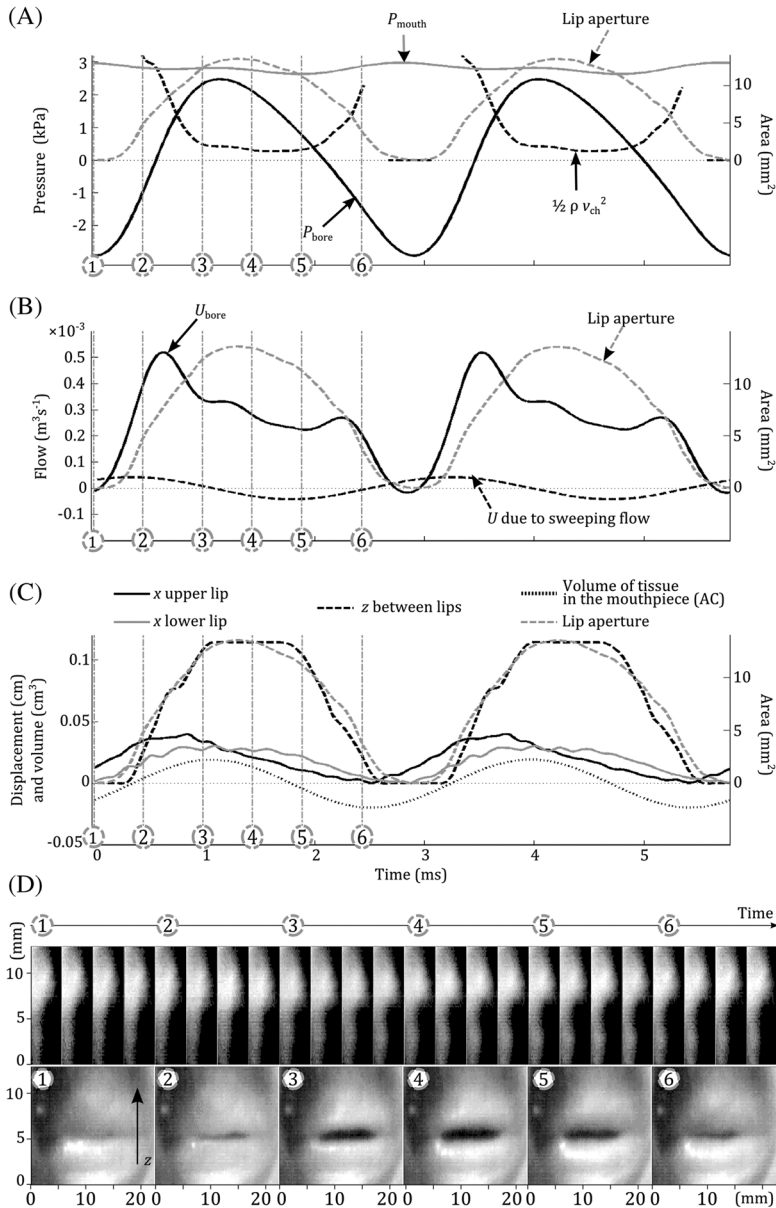 (A)
P mouth
Lip aperture
3
2
1
0
-1
-2
Pressure (kPa)
10
5
0
Area (mm²)
½ ρ v ch ²
P bore
1 2 3 4 5 6
(B)
×10⁻³
U bore
Lip aperture
0.5
0.4
0.3
0.2
0.1
0
-0.1
Flow (m³s⁻¹)
10
5
0
Area (mm²)
U due to sweeping flow
1 2 3 4 5 6
(C)
x upper lip
x lower lip
z between lips
Volume of tissue
in the mouthpiece (AC)
Lip aperture
0.1
0.05
0
-0.05
Displacement (cm)
and volume (cm³)
10
5
0
Area (mm²)
1 2 3 4 5 6
0 1 2 3 4 5
Time (ms)
(D)
1 2 3 4 5 6 Time
(mm)
10
5
0
1 2 3 4 5 6
10
5
0
z
0 10 20 0 10 20 0 10 20 0 10 20 0 10 20 0 10 (mm)